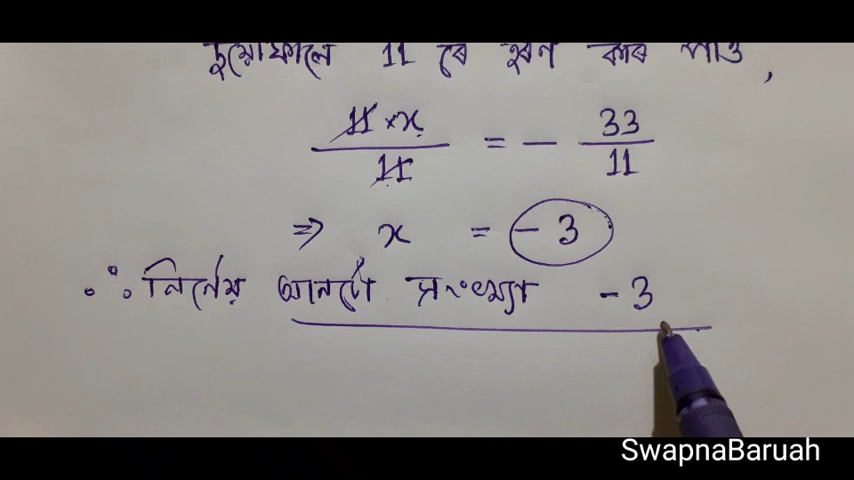 দুয়োফালে 11 ৰে হৰণ কৰি পাওঁ,
11 × x / 11 = - 33 / 11
⇒ x = - 3
∴ নিৰ্ণেয় আনটো সংখ্যা - 3
SwapnaBaruah